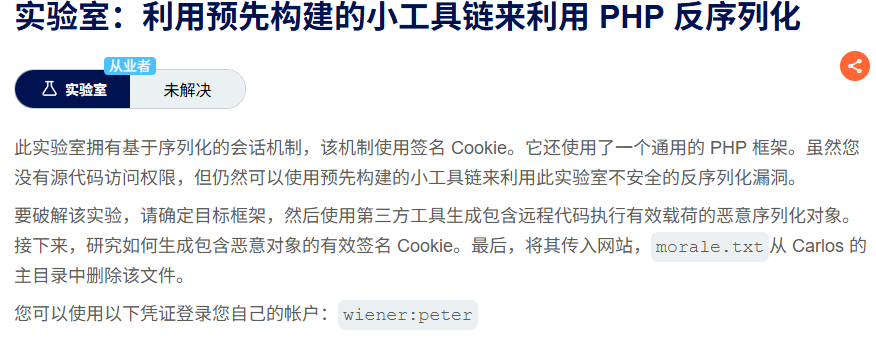 实验室：利用预先构建的小工具链来利用 PHP 反序列化
从业者
实验室 未解决
此实验室拥有基于序列化的会话机制，该机制使用签名 Cookie。它还使用了一个通用的 PHP 框架。虽然您
没有源代码访问权限，但仍然可以使用预先构建的小工具链来利用此实验室不安全的反序列化漏洞。
要破解该实验，请确定目标框架，然后使用第三方工具生成包含远程代码执行有效载荷的恶意序列化对象。
接下来，研究如何生成包含恶意对象的有效签名 Cookie。最后，将其传入网站，morale.txt从 Carlos 的
主目录中删除该文件。
您可以使用以下凭证登录您自己的帐户：wiener:peter